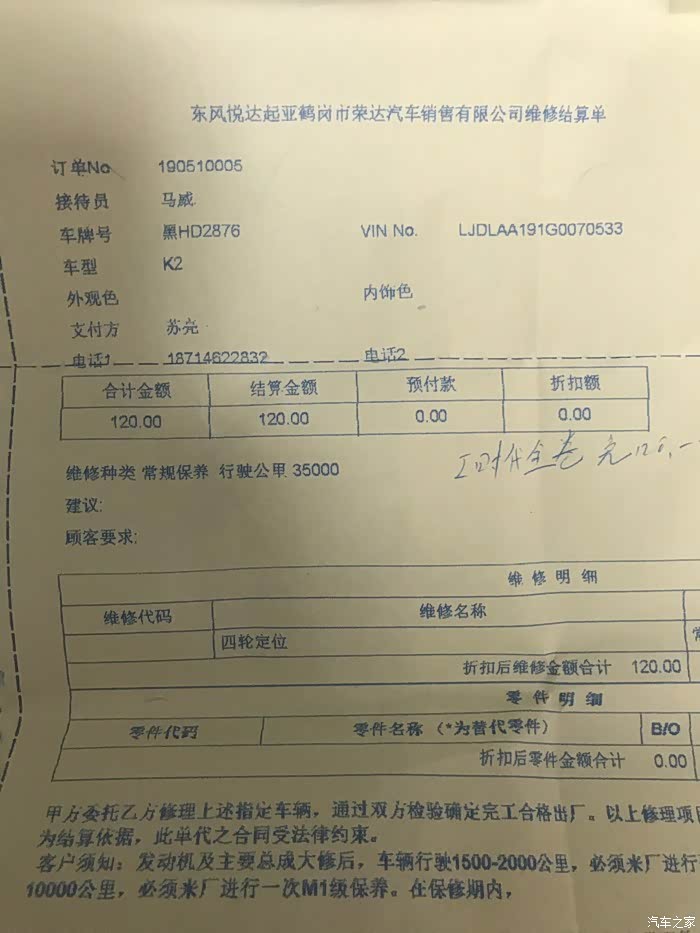 东风悦达起亚鹤岗市荣达汽车销售有限公司维修结算单
订单No 190510005
接待员 马威
车牌号 黑HD2876 VIN No. LJDLAA191G0070533
车型 K2
外观色 内饰色
支付方 苏亮
电话1 18714622832 电话2
合计金额 结算金额 预付款 折扣额
120.00 120.00 0.00 0.00
工时代金卷
维修种类 常规保养 行驶公里 35000
建议:
顾客要求:
维 修 明 细
维修代码 维修名称
四轮定位
折扣后维修金额合计 120.00
零 件 明 细
零件代码 零件名称（*为替代零件） B/O
折扣后零件金额合计 0.00
甲方委托乙方修理上述指定车辆，通过双方检验确定完工合格出厂。以上修理项目
为结算依据，此单代之合同受法律约束。
客户须知：发动机及主要总成大修后，车辆行驶1500-2000公里，必须来厂进行
10000公里，必须来厂进行一次M1级保养。在保修期内，
汽车之家